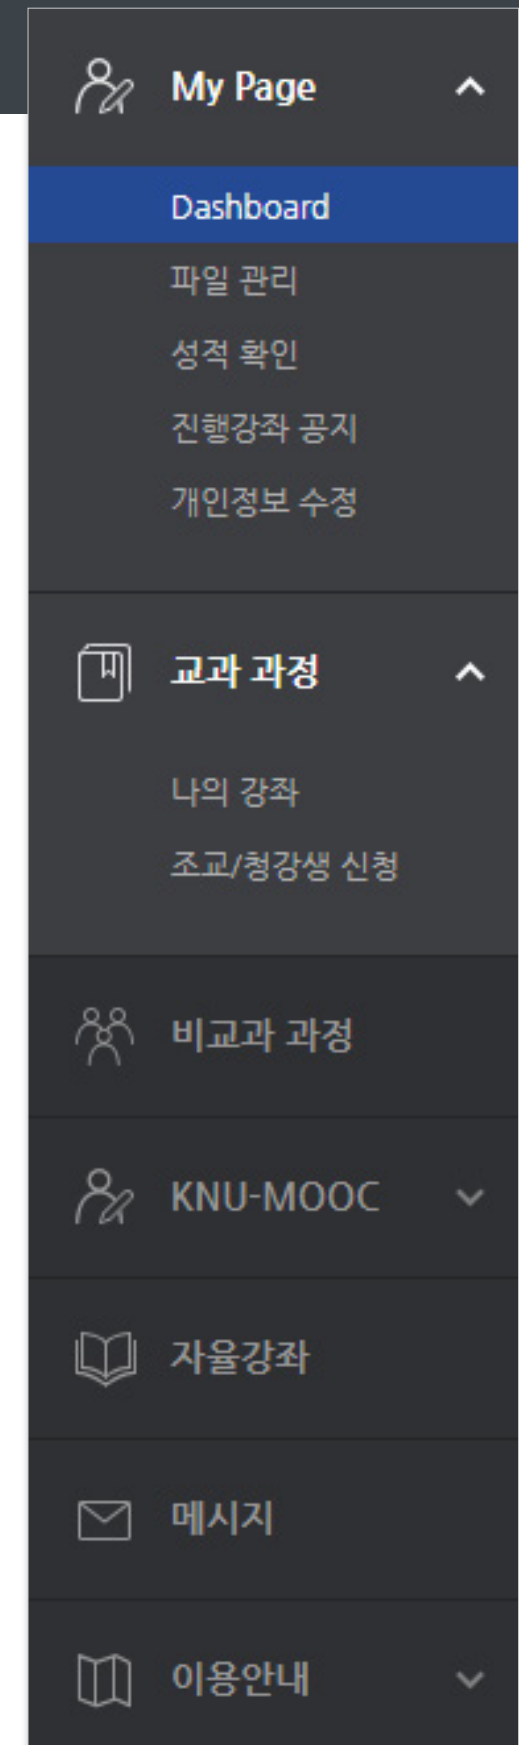 My Page
Dashboard
파일 관리
성적 확인
진행강좌 공지
개인정보 수정
교과 과정
나의 강좌
조교/청강생 신청
비교과 과정
KNU-MOOC
자율강좌
메시지
이용안내